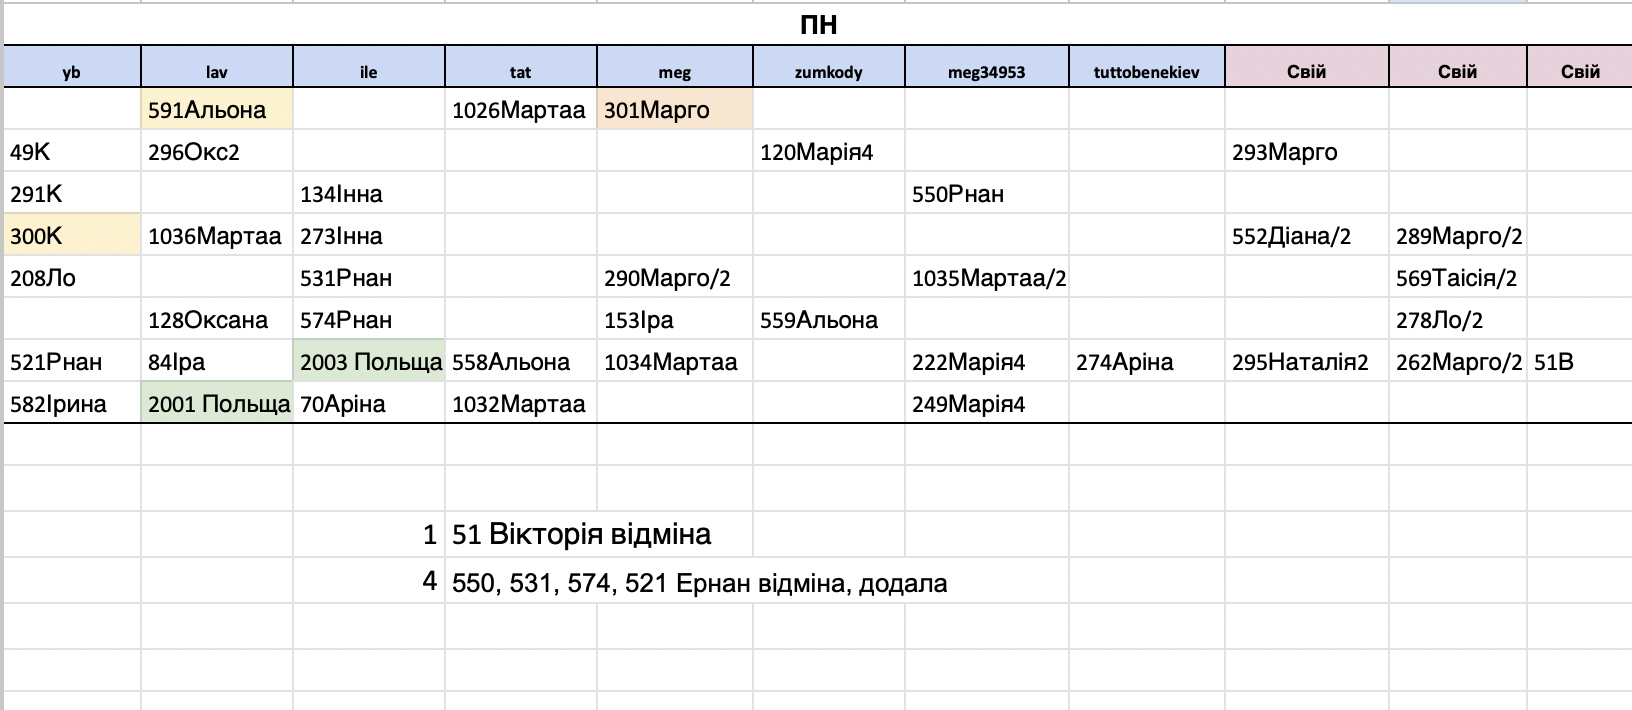 ПН
yb lav ile tat meg zumkody meg34953 tuttobenekiev Свій Свій Свій
591Альона 1026Мартаа 301Марго
49К 296Окс2 120Марія4 293Марго
291К 134Інна 550Рнан
300К 1036Мартаа 273Інна 552Діана/2 289Марго/2
208Ло 531Рнан 290Марго/2 1035Мартаа/2 569Таісія/2
128Оксана 574Рнан 153Іра 559Альона 278Ло/2
521Рнан 84Іра 2003 Польща 558Альона 1034Мартаа 222Марія4 274Аріна 295Наталія2 262Марго/2 51В
582Ірина 2001 Польща 70Аріна 1032Мартаа 249Марія4
1 51 Вікторія відміна
4 550, 531, 574, 521 Ернан відміна, додала